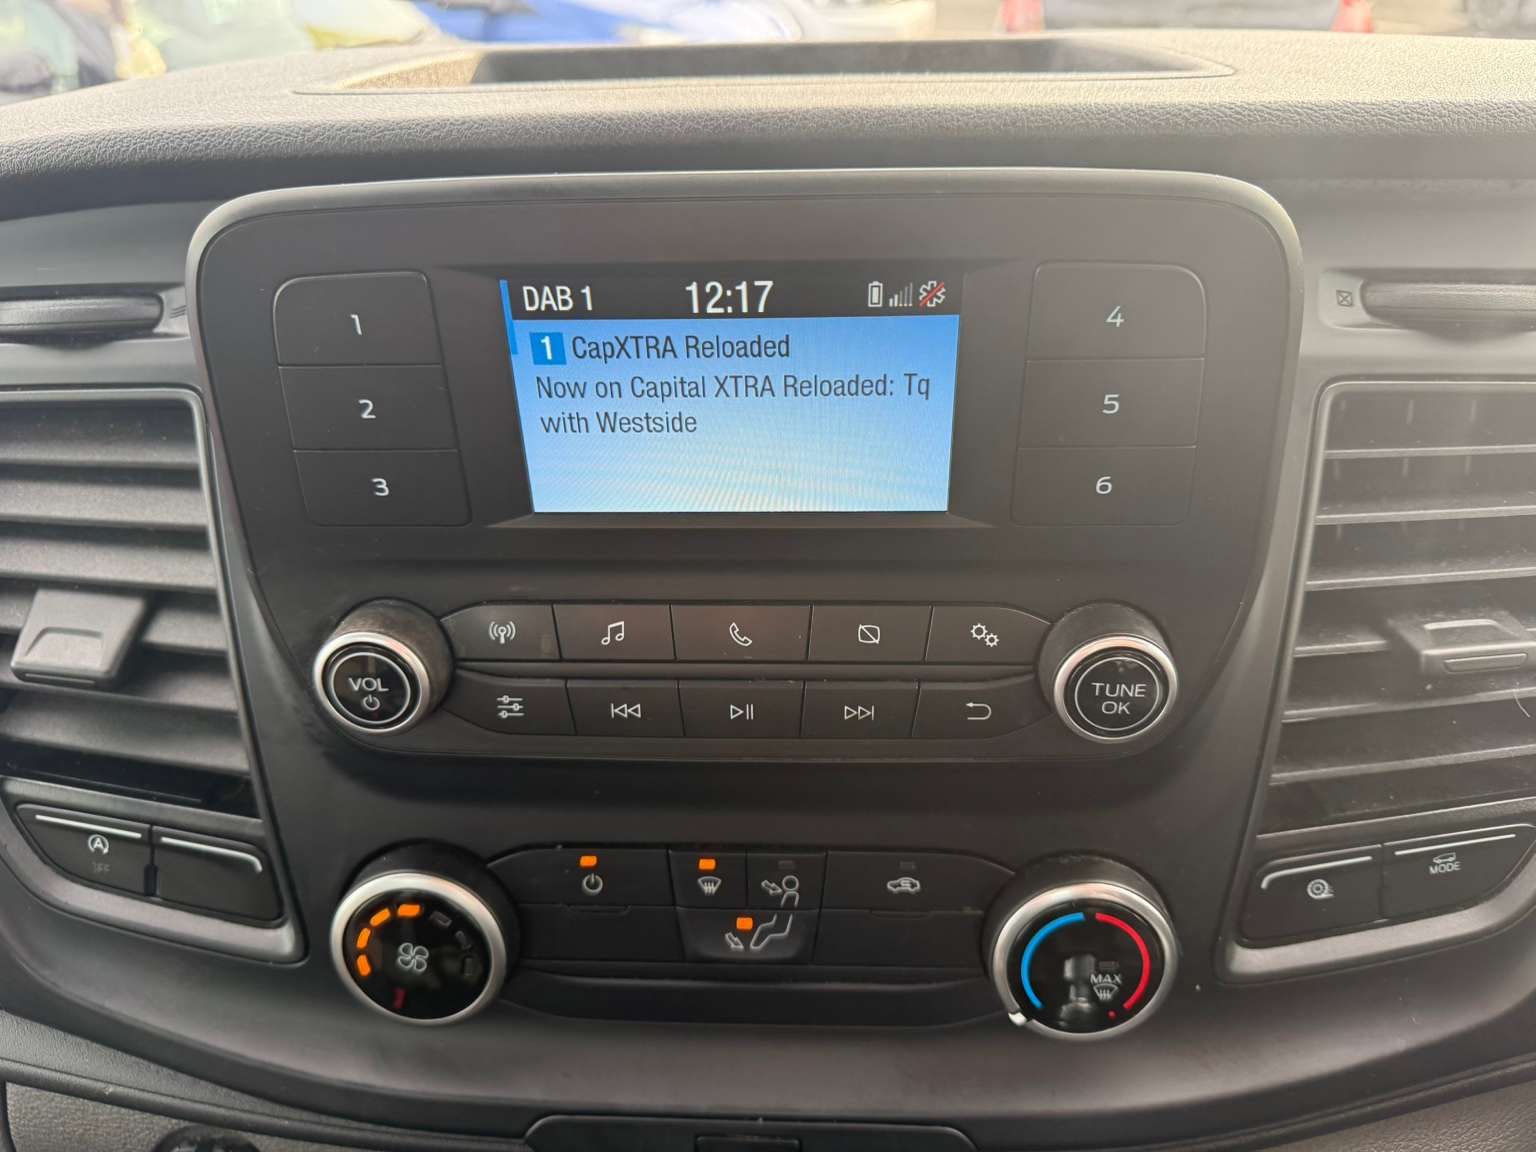 DAB 1 12:17
1 CapXTRA Reloaded
Now on Capital XTRA Reloaded: Tq
with Westside
1
2
3
4
5
6
VOL
TUNE
OK
A
OFF
MODE
MAX